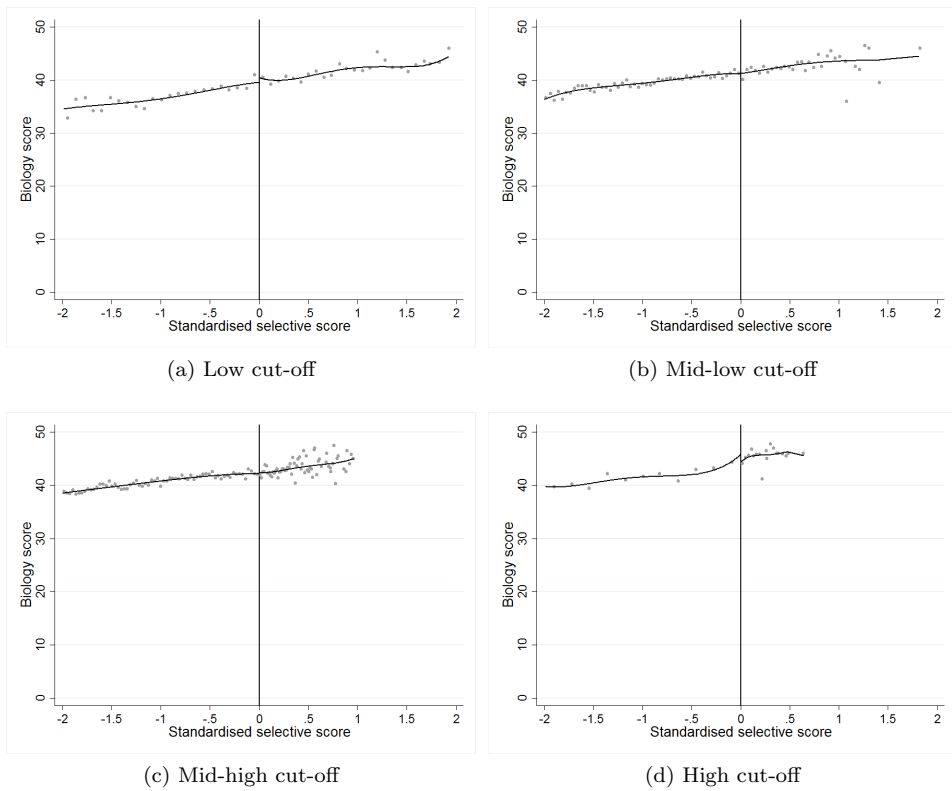 50
40
30
20
10
0
Biology score
-2 -1.5 -1 -.5 0 .5 1 1.5 2
Standardised selective score
(a) Low cut-off
50
40
30
20
10
0
Biology score
-2 -1.5 -1 -.5 0 .5 1 1.5 2
Standardised selective score
(b) Mid-low cut-off
50
40
30
20
10
0
Biology score
-2 -1.5 -1 -.5 0 .5 1 1.5 2
Standardised selective score
(c) Mid-high cut-off
50
40
30
20
10
0
Biology score
-2 -1.5 -1 -.5 0 .5 1 1.5 2
Standardised selective score
(d) High cut-off